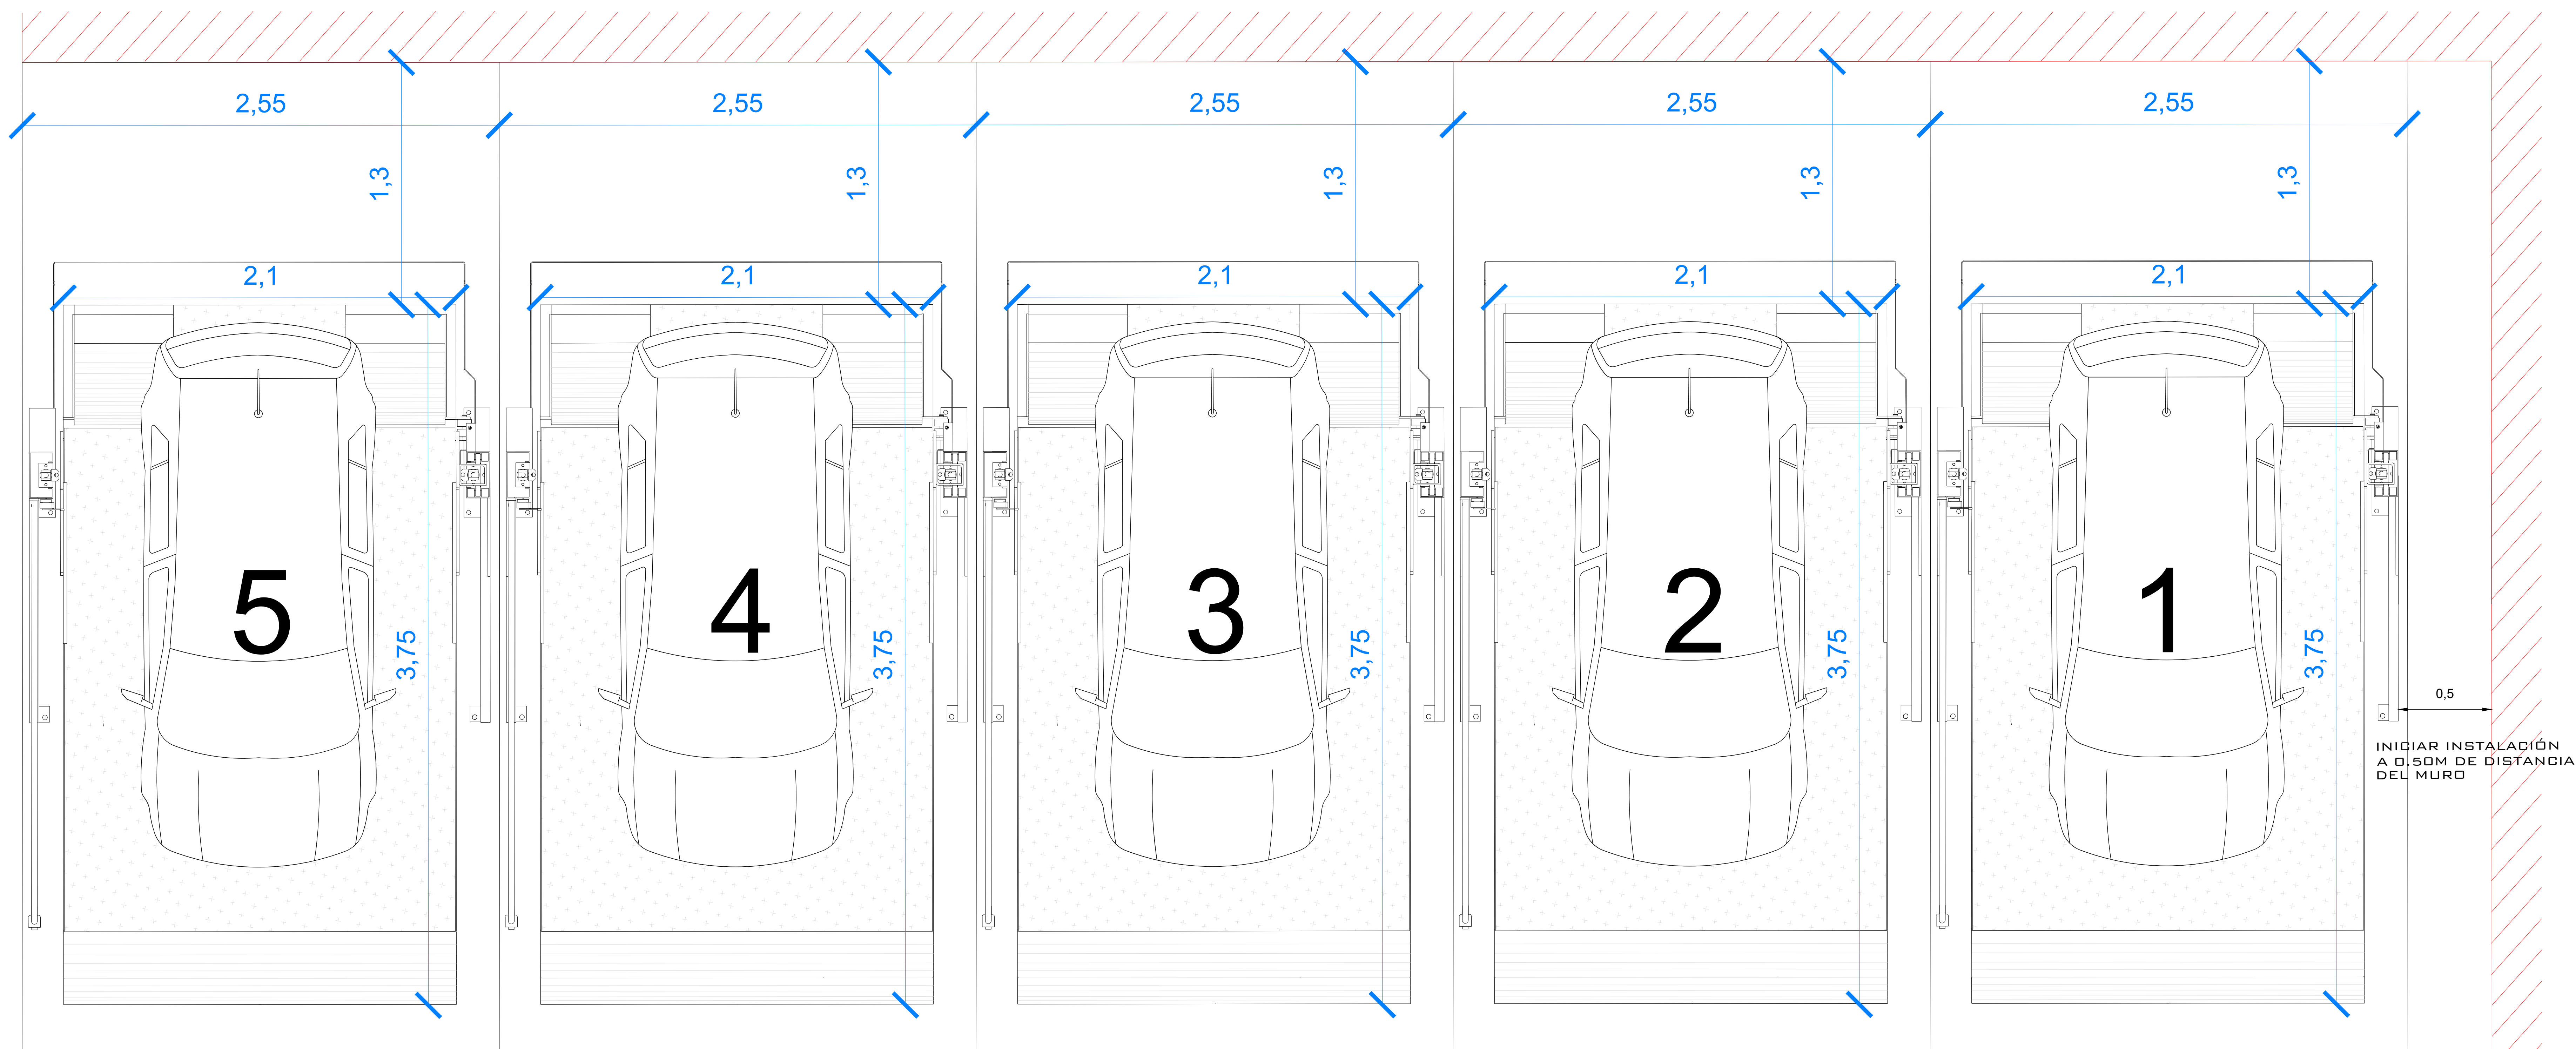 2,55 2,55 2,55 2,55 2,55
1,3 1,3 1,3 1,3 1,3
2,1 2,1 2,1 2,1 2,1
5 4 3 2 1
3,75 3,75 3,75 3,75 3,75
0,5
INICIAR INSTALACIÓN
A 0.50M DE DISTANCIA
DEL MURO